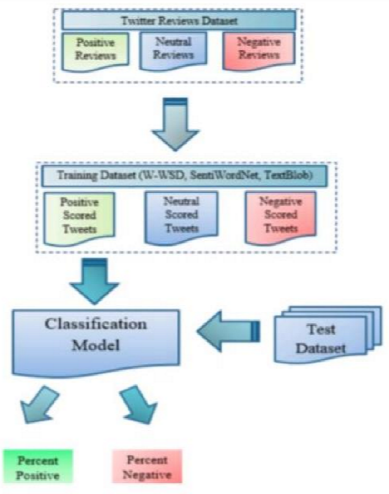 Twitter Reviews Dataset
Positive
Reviews
Neutral
Reviews
Negative
Reviews
Training Dataset (W-WSD, SentiWordNet, TextBlob)
Positive
Scored
Tweets
Neutral
Scored
Tweets
Negative
Scored
Tweets
Classification
Model
Test
Dataset
Percent
Positive
Percent
Negative